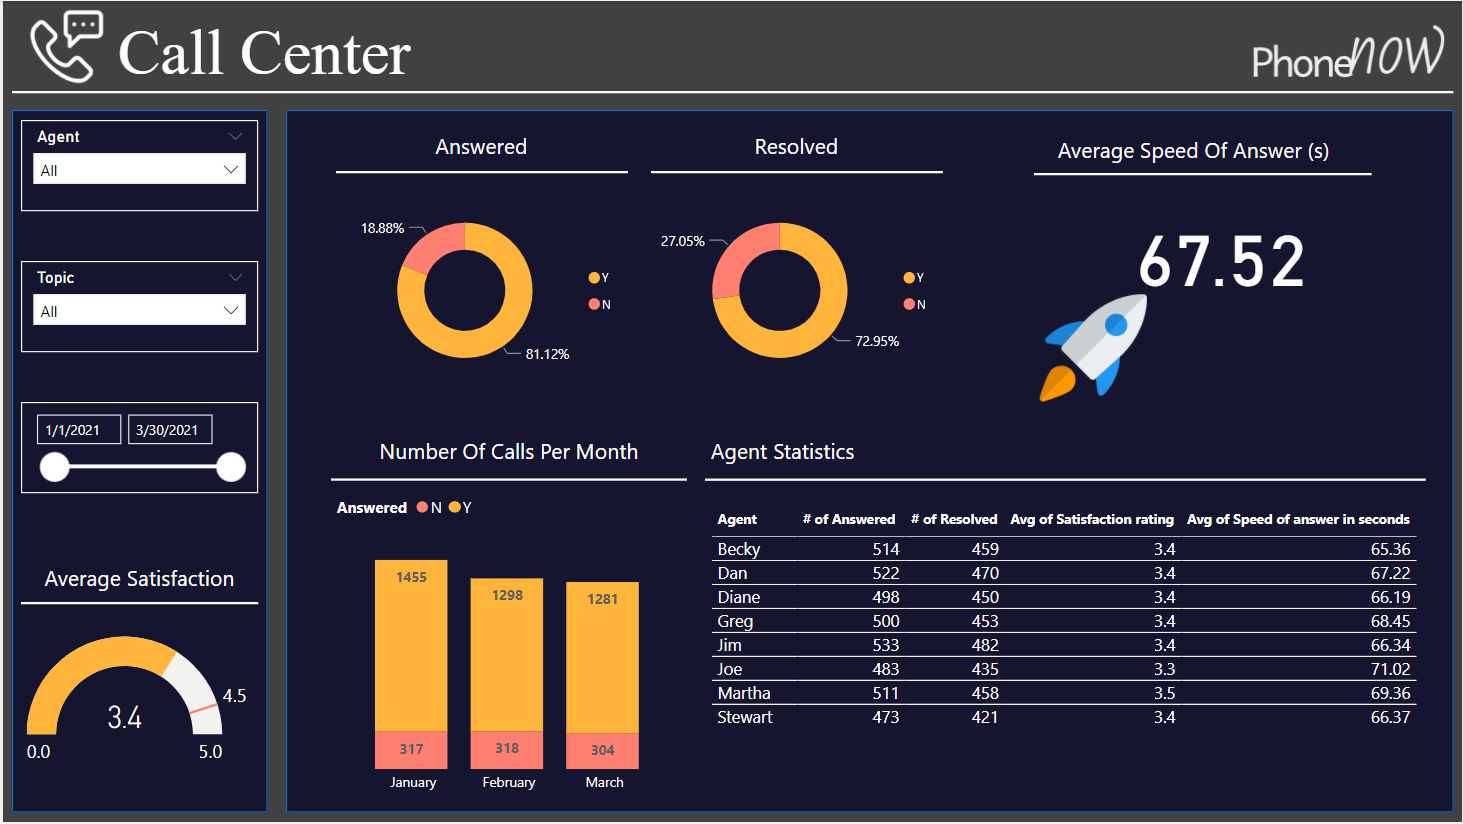 Call Center
PhoneNOW
Agent
All
Topic
All
1/1/2021 3/30/2021
Average Satisfaction
3.4
4.5
0.0 5.0
Answered
18.88%
81.12%
Y
N
Resolved
27.05%
72.95%
Y
N
Average Speed Of Answer (s)
67.52
Number Of Calls Per Month
Answered N Y
1455 1298 1281
317 318 304
January February March
Agent Statistics
Agent # of Answered # of Resolved Avg of Satisfaction rating Avg of Speed of answer in seconds
Becky 514 459 3.4 65.36
Dan 522 470 3.4 67.22
Diane 498 450 3.4 66.19
Greg 500 453 3.4 68.45
Jim 533 482 3.4 66.34
Joe 483 435 3.3 71.02
Martha 511 458 3.5 69.36
Stewart 473 421 3.4 66.37